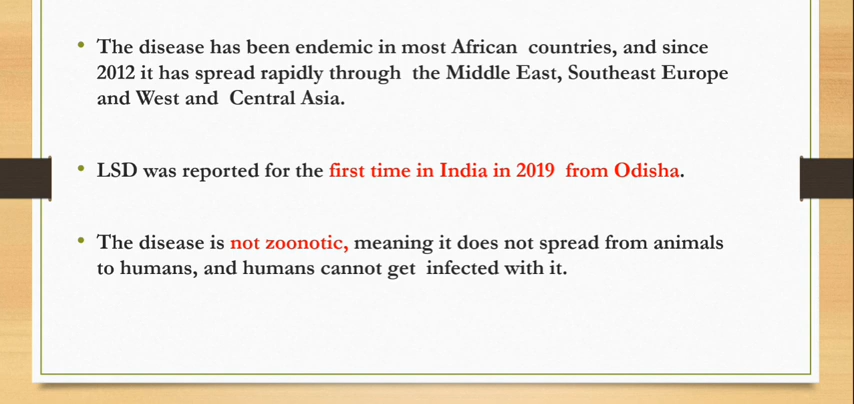 • The disease has been endemic in most African countries, and since
2012 it has spread rapidly through the Middle East, Southeast Europe
and West and Central Asia.
• LSD was reported for the first time in India in 2019 from Odisha.
• The disease is not zoonotic, meaning it does not spread from animals
to humans, and humans cannot get infected with it.